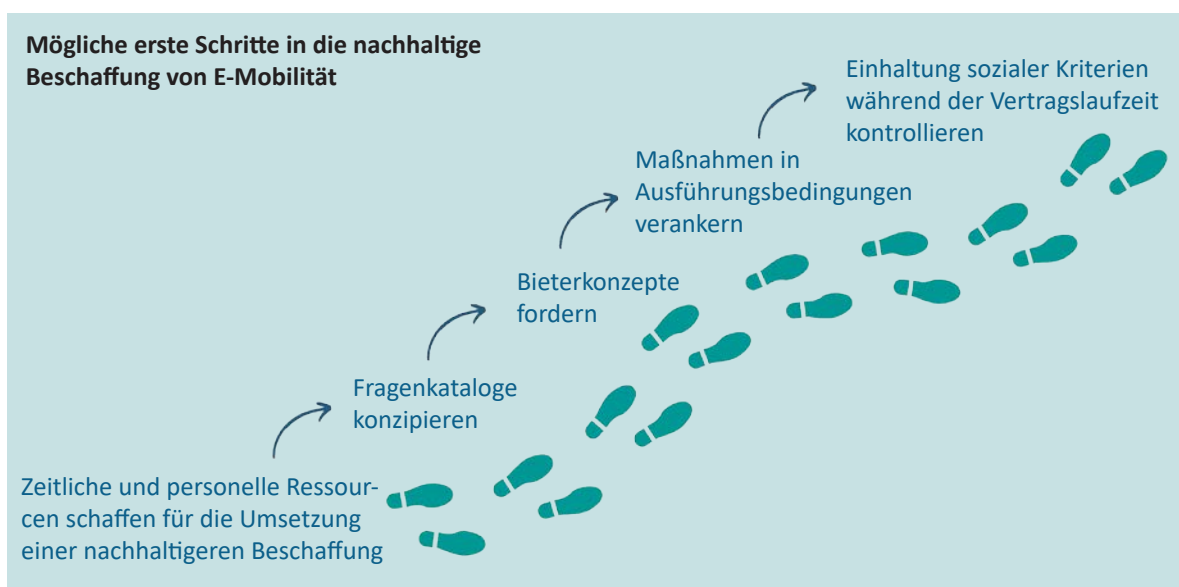 Mögliche erste Schritte in die nachhaltige
Beschaffung von E-Mobilität
Einhaltung sozialer Kriterien
während der Vertragslaufzeit
kontrollieren
Maßnahmen in
Ausführungsbedingungen
verankern
Bieterkonzepte
fordern
Fragenkataloge
konzipieren
Zeitliche und personelle Ressour-
cen schaffen für die Umsetzung
einer nachhaltigeren Beschaffung